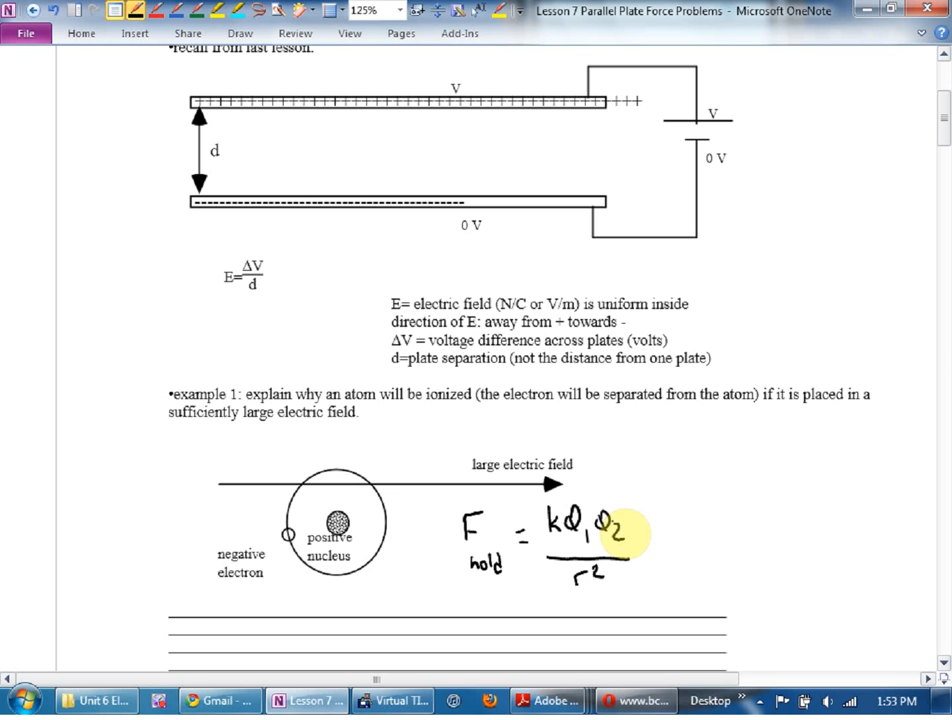 125%
Lesson 7 Parallel Plate Force Problems - Microsoft OneNote
File Home Insert Share Draw Review View Pages Add-Ins
•recall from last lesson.
V
+++++++++++++++++++++++++++++++++++++++
V
d
0 V
0 V
E=ΔV/d
E= electric field (N/C or V/m) is uniform inside
direction of E: away from + towards -
ΔV = voltage difference across plates (volts)
d=plate separation (not the distance from one plate)
•example 1: explain why an atom will be ionized (the electron will be separated from the atom) if it is placed in a
sufficiently large electric field.
large electric field
F hold = kQ1Q2 / r²
positive
nucleus
negative
electron
Unit 6 El... Gmail - ... Lesson 7 ... Virtual TI... Adobe ... www.bc... Desktop » 1:53 PM